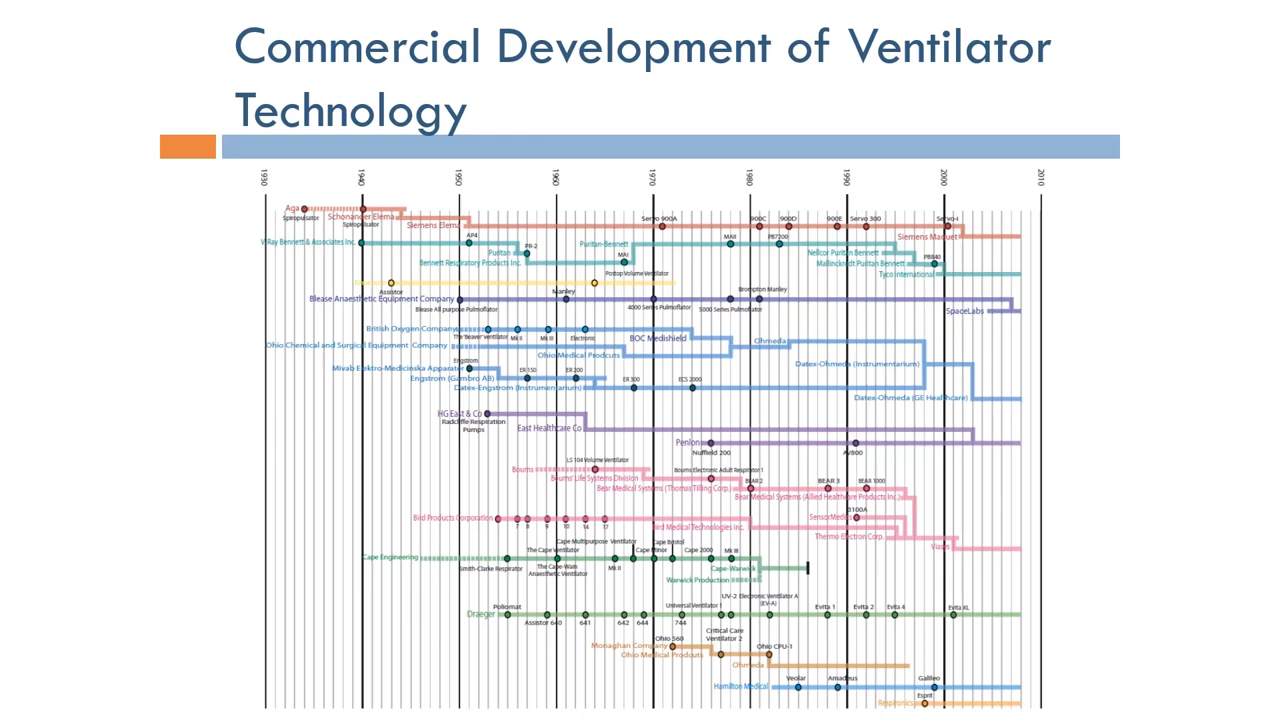 Commercial Development of Ventilator
Technology
1930 1940 1950 1960 1970 1980 1990 2000 2010
Aga
Spiropulsator
Schonander Elema
Spiropulsator
Siemens Elema
Servo 900A
900C
900D
900E
Servo 300
Servo-i
Siemens Maquet
V. Ray Bennett & Associates Inc.
AP4
Puritan
PR-2
Bennett Respiratory Products Inc.
MAI
Puritan-Bennett
MAII
PB7200
Nellcor Puritan Bennett
Mallinckrodt Puritan Bennett
PB840
Tyco International
Assistor
Postop Volume Ventilator
Blease Anaesthetic Equipment Company
Blease All purpose Pulmoflator
Manley
4000 Series Pulmoflator
5000 Series Pulmoflator
Brompton Manley
SpaceLabs
British Oxygen Company
The 'Beaver' ventilator
Mk II
Mk III
Electronic
BOC Medishield
Ohio Chemical and Surgical Equipment Company
Ohio Medical Prodcuts
Ohmeda
Datex-Ohmeda (Instrumentarium)
Datex-Ohmeda (GE Healthcare)
Engstrom
Mivab Elektro-Medicinska Apparater
Engstrom (Gambro AB)
ER 150
ER 200
Datex-Engstrom (Instrumentarium)
ER 300
ECS 2000
HG East & Co
Radcliffe Respiration
Pumps
East Healthcare Co
Penlon
Nuffield 200
AV800
LS 104 Volume Ventilator
Bourns
Bourns' Life Systems Division
Bourns Electronic Adult Respirator 1
Bear Medical Systems (Thomas Tilling Corp.)
BEAR 2
BEAR 3
BEAR 1000
Bear Medical Systems (Allied Healthcare Products Inc.)
3100A
SensorMedics
Bird Products Corporation
7 8 9 10 14 17
Bird Medical Technologies Inc.
Thermo Electron Corp.
Viasys
Cape Engineering
Smith-Clarke Respirator
The Cape Ventilator
The Cape-Wam
Anaesthetic Ventilator
Cape Multipurpose Ventilator
Mk II
Cape Minor
Cape Bristol
Cape 2000
Mk III
Cape-Warwick
Warwick Production
Draeger
Poliomat
Assistor 640
641
642
644
Universal Ventilator 1
744
UV-2
Electronic Ventilator A
(EV-A)
Evita 1
Evita 2
Evita 4
Evita XL
Monaghan Company
Ohio 560
Critical Care
Ventilator 2
Ohio Medical Prodcuts
Ohio CPU-1
Ohmeda
Hamilton Medical
Veolar
Amadeus
Galileo
Respironics
Esprit